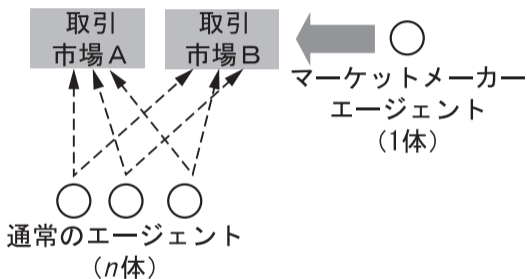 取引
市場A
取引
市場B
マーケットメーカー
エージェント
(1体)
通常のエージェント
(n体)